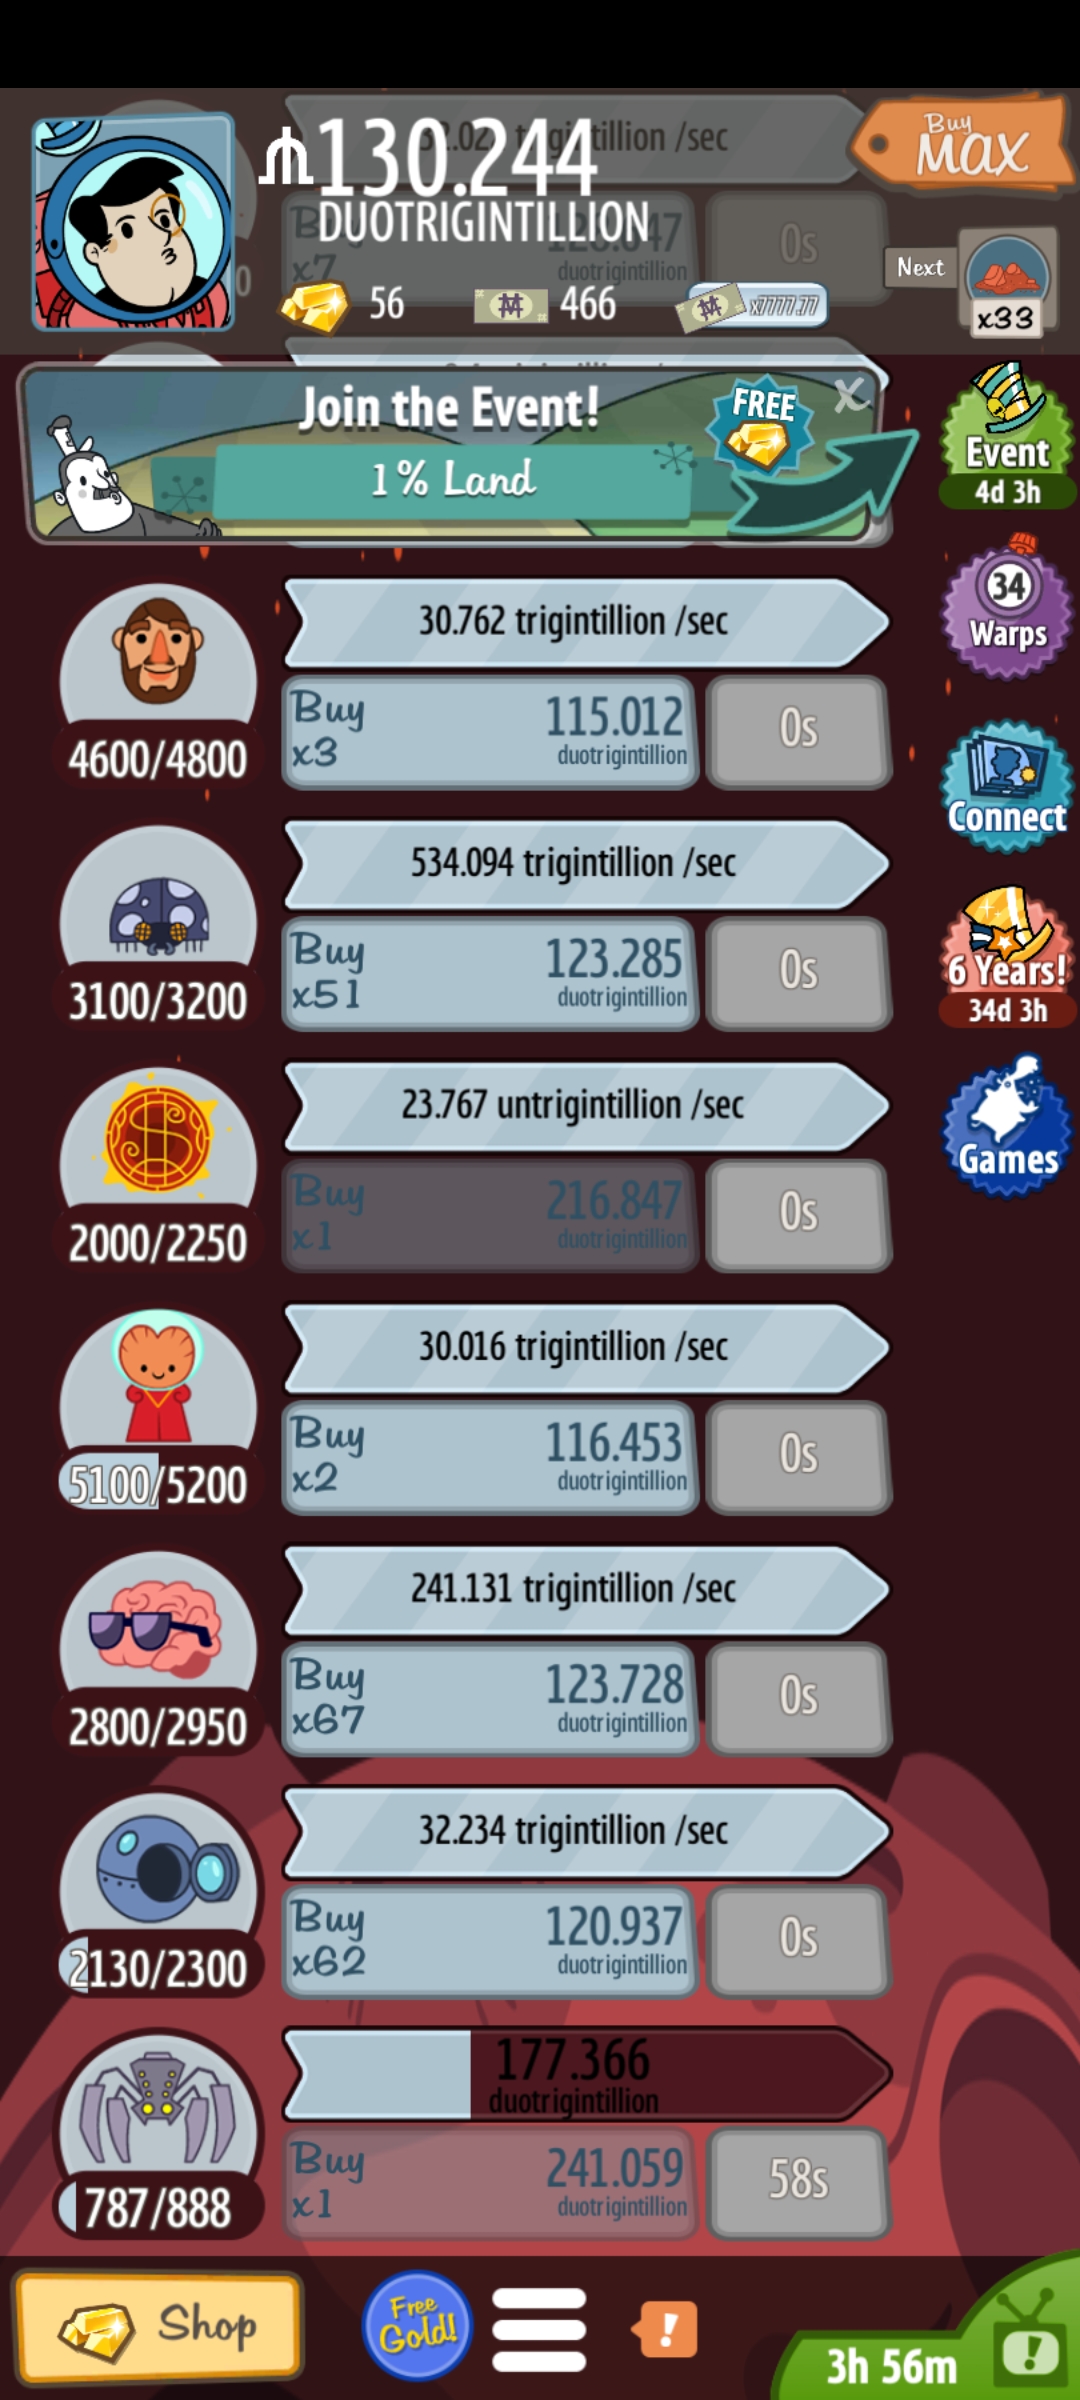 130.244
DUOTRIGINTILLION
Buy
MAX
Buy
x7
duotrigintillion
0s
56
466
x7777.77
Next
x33
Join the Event!
1% Land
FREE
X
Event
4d 3h
30.762 trigintillion /sec
Buy
x3
115.012
duotrigintillion
0s
4600/4800
34
Warps
534.094 trigintillion /sec
Buy
x51
123.285
duotrigintillion
0s
3100/3200
Connect
6 Years!
34d 3h
23.767 untrigintillion /sec
Buy
x1
216.847
duotrigintillion
0s
2000/2250
Games
30.016 trigintillion /sec
Buy
x2
116.453
duotrigintillion
0s
5100/5200
241.131 trigintillion /sec
Buy
x67
123.728
duotrigintillion
0s
2800/2950
32.234 trigintillion /sec
Buy
x62
120.937
duotrigintillion
0s
2130/2300
177.366
duotrigintillion
Buy
x1
241.059
duotrigintillion
58s
787/888
Shop
Free
Gold!
!
3h 56m
!